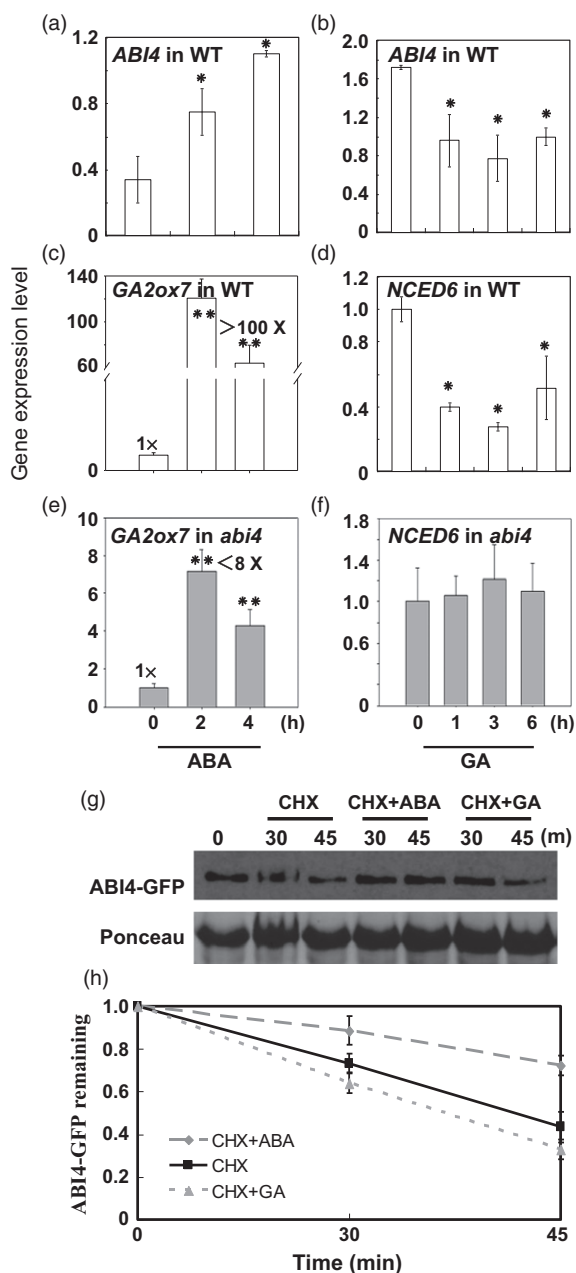 (a)
(b)
ABI4 in WT
ABI4 in WT
1.2
0.8
0.4
0
2.0
1.6
1.2
0.8
0.4
0
* *
* * *
(c)
(d)
GA2ox7 in WT
NCED6 in WT
140
120
100
80
60
0
1.2
0.8
0.4
0
1×
**
>100 X
**
* * *
Gene expression level
(e)
(f)
GA2ox7 in abi4
NCED6 in abi4
10
8
6
4
2
0
1.8
1.4
1.0
0.6
0
1×
**
<8 X
**
0 2 4 (h)
0 1 3 6
ABA
GA
(g)
CHX CHX+ABA CHX+GA
0 30 45 30 45 30 45 (m)
ABI4-GFP
Ponceau
(h)
1.0
0.8
0.6
0.4
0.2
0
ABI4-GFP remaining
CHX+ABA
CHX
CHX+GA
0 30 45
Time (min)